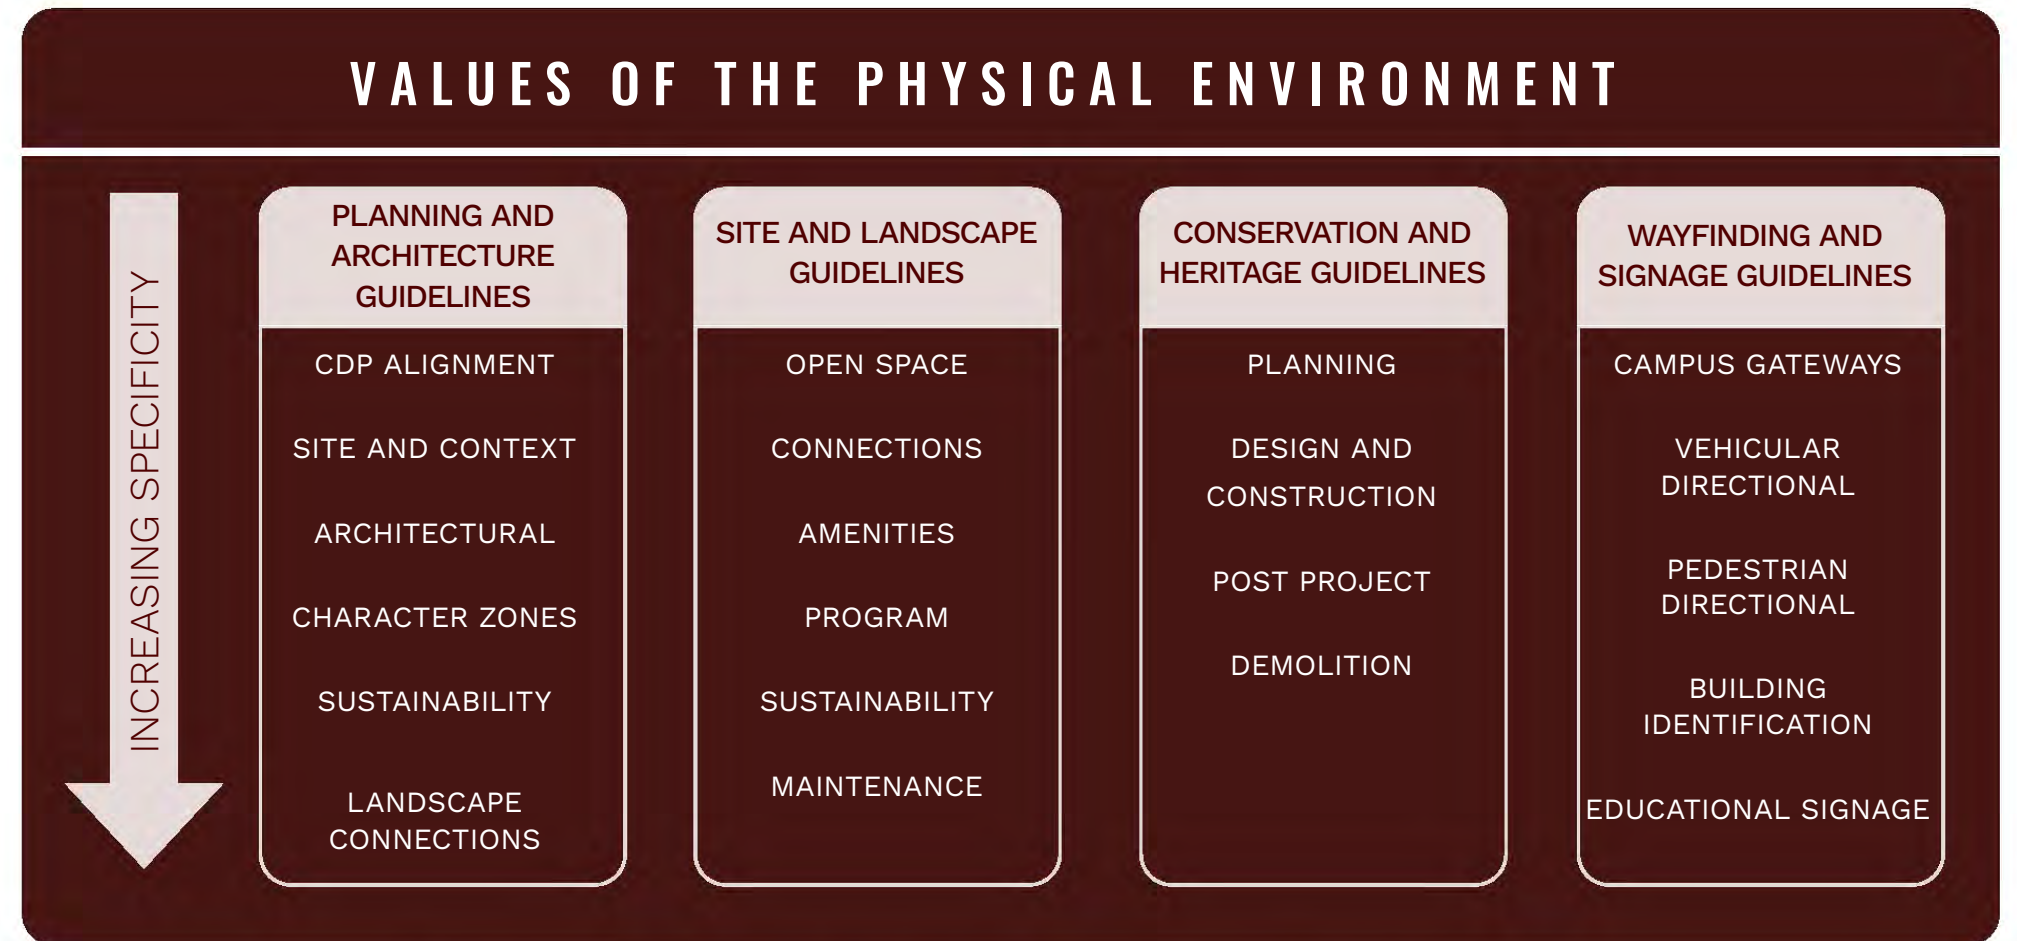 VALUES OF THE PHYSICAL ENVIRONMENT
INCREASING SPECIFICITY
PLANNING AND
ARCHITECTURE
GUIDELINES
CDP ALIGNMENT
SITE AND CONTEXT
ARCHITECTURAL
CHARACTER ZONES
SUSTAINABILITY
LANDSCAPE
CONNECTIONS
SITE AND LANDSCAPE
GUIDELINES
OPEN SPACE
CONNECTIONS
AMENITIES
PROGRAM
SUSTAINABILITY
MAINTENANCE
CONSERVATION AND
HERITAGE GUIDELINES
PLANNING
DESIGN AND
CONSTRUCTION
POST PROJECT
DEMOLITION
WAYFINDING AND
SIGNAGE GUIDELINES
CAMPUS GATEWAYS
VEHICULAR
DIRECTIONAL
PEDESTRIAN
DIRECTIONAL
BUILDING
IDENTIFICATION
EDUCATIONAL SIGNAGE